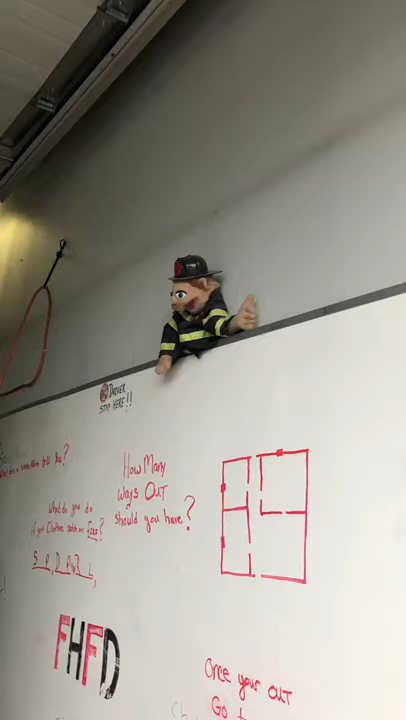 DRIVER
STOP HERE!!
How Many
ways OUT
should you have?
What do you do
if your Clothes catch on Fire?
S D D R
FHFD
Once your OUT
Go